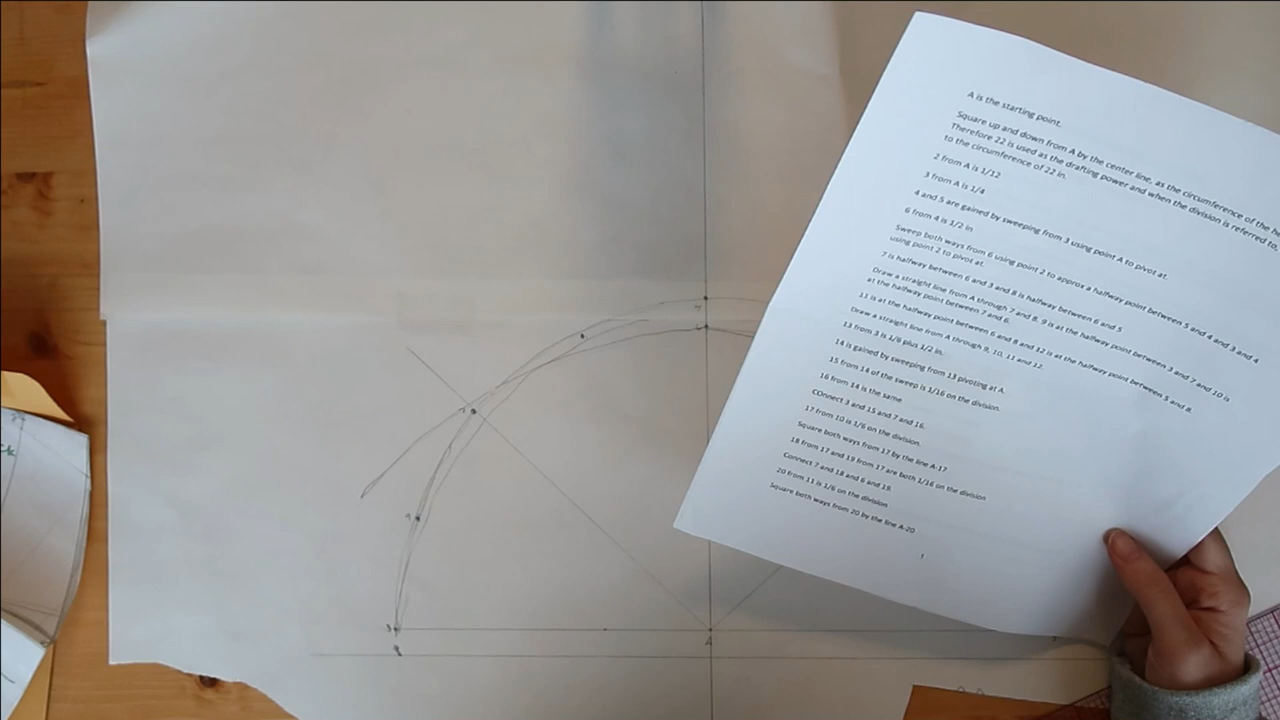 A is the starting point.
Square up and down from A by the center line, as the circumference of the
Therefore 22 is used as the drafting power and when the division is referred to,
to the circumference of 22 in.
2 from A is 1/12
3 from A is 1/4
4 and 5 are gained by sweeping from 3 using point A to pivot at.
6 from 4 is 1/2 in
Sweep both ways from 6 using point 2 to approx a halfway point between 5 and 4 and 3 and 4
using point 2 to pivot at.
7 is halfway between 6 and 3 and 8 is halfway between 6 and 5
Draw a straight line from A through 7 and 8. 9 is at the halfway point between 3 and 7 and 10 is
at the halfway point between 7 and 6.
11 is at the halfway point between 6 and 8 and 12 is at the halfway point between 5 and 8.
Draw a straight line from A through 9, 10, 11 and 12.
13 from 3 is 1/6 plus 1/2 in.
14 is gained by sweeping from 13 pivoting at A.
15 from 14 of the sweep is 1/16 on the division.
16 from 14 is the same
COnnect 3 and 15 and 7 and 16.
17 from 10 is 1/6 on the division.
Square both ways from 17 by the line A-17
18 from 17 and 19 from 17 are both 1/16 on the division
Connect 7 and 18 and 6 and 19.
20 from 11 is 1/6 on the division
Square both ways from 20 by the line A-20
1
A